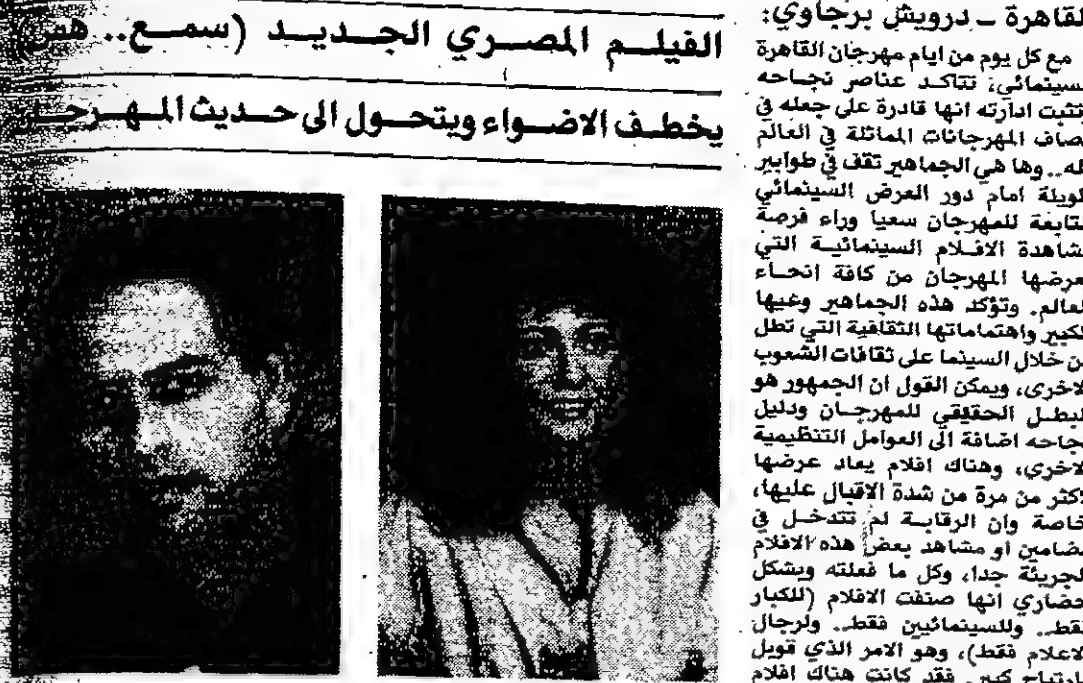 الفيلم المصري الجديد (سمع.. هس)
يخطف الاضواء ويتحول الى حديث المهرجان
القاهرة - درويش برجاوي:
مع كل يوم من ايام مهرجان القاهرة
السينمائي، تتاكد عناصر نجاحه
وتثبت ادارته انها قادرة على جعله في
مصاف المهرجانات المماثلة في العالم
كله.. وها هي الجماهير تقف في طوابير
طويلة امام دور العرض السينمائي
التابعة للمهرجان سعيا وراء فرصة
مشاهدة الافلام السينمائية التي
يعرضها المهرجان من كافة انحاء
العالم. وتؤكد هذه الجماهير وعيها
الكبير واهتماماتها الثقافية التي تطل
من خلال السينما على ثقافات الشعوب
الاخرى، ويمكن القول ان الجمهور هو
البطل الحقيقي للمهرجان ودليل
نجاحه اضافة الى العوامل التنظيمية
الاخرى، وهناك افلام يعاد عرضها
اكثر من مرة من شدة الاقبال عليها،
خاصة وان الرقابة لم تتدخل في
مضامين او مشاهد بعض هذه الافلام
الجريئة جدا، وكل ما فعلته وبشكل
حضاري انها صنفت الافلام (للكبار
فقط.. وللسينمائيين فقط.. ولرجال
الاعلام فقط)، وهو الامر الذي قوبل
بارتياح كبير. فقد كانت هناك افلام